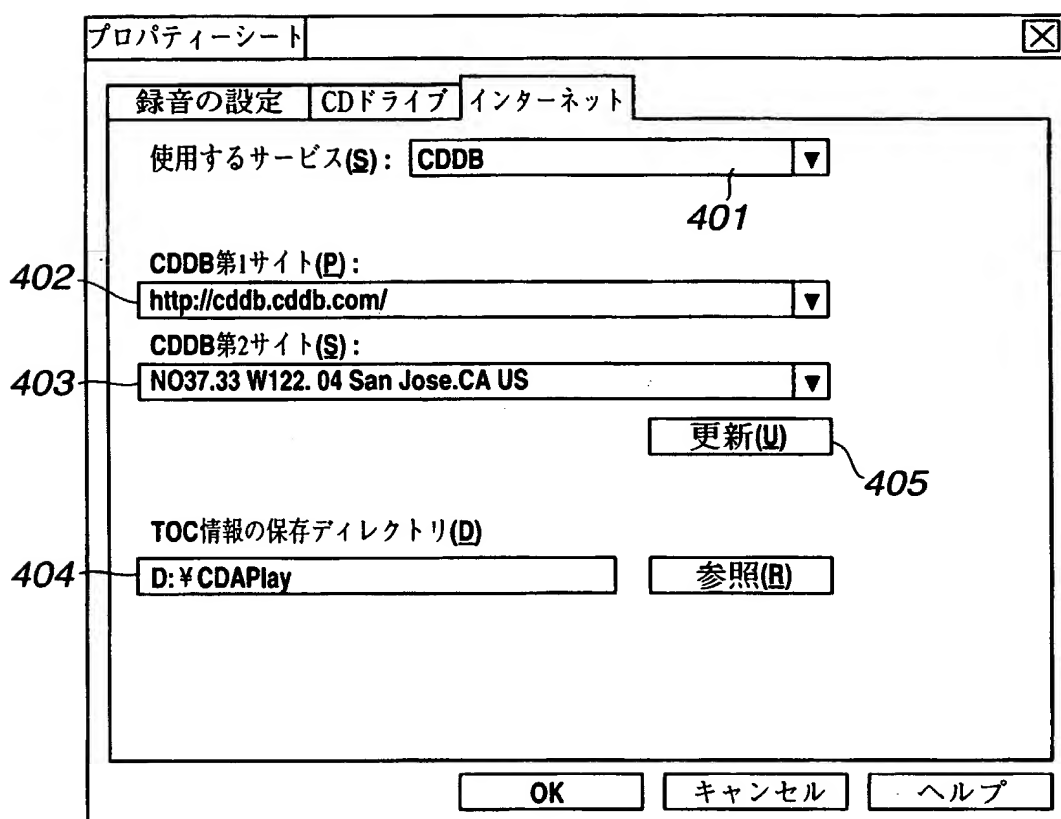 プロパティーシート
録音の設定 CDドライブ インターネット
使用するサービス(S): CDDB ▼
401
CDDB第1サイト(P):
402 http://cddb.cddb.com/ ▼
CDDB第2サイト(S):
403 NO37.33 W122. 04 San Jose.CA US ▼
更新(U)
405
TOC情報の保存ディレクトリ(D)
404 D:¥CDAPlay 参照(R)
OK キャンセル ヘルプ